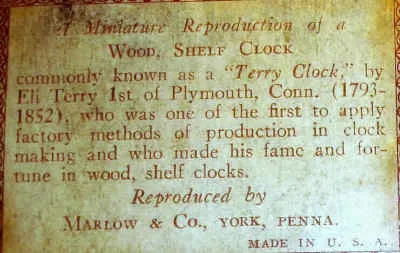 A Miniature Reproduction of a
WOOD, SHELF CLOCK
commonly known as a "Terry Clock," by
Eli Terry 1st of Plymouth, Conn. (1793-
1852), who was one of the first to apply
factory methods of production in clock
making and who made his fame and for-
tune in wood, shelf clocks.
Reproduced by
MARLOW & CO., YORK, PENNA.
MADE IN U. S. A.